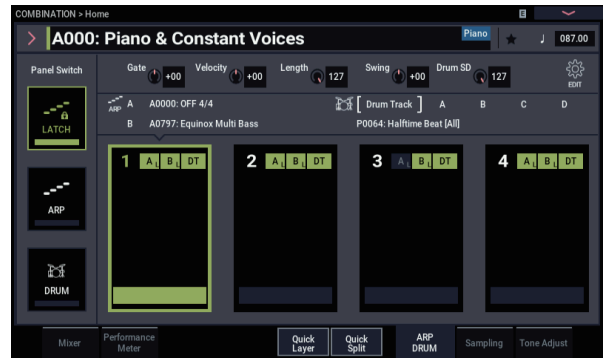 COMBINATION > Home
E
A000: Piano & Constant Voices
Piano
♩ 087.00
Panel Switch
Gate +00 Velocity +00 Length 127 Swing +00 Drum SD 127
EDIT
ARP A A0000: OFF 4/4 [ Drum Track ] A B C D
B A0797: Equinox Multi Bass P0064: Halftime Beat [All]
LATCH
ARP
DRUM
1 A L B L DT
2 A L B L DT
3 A L B L DT
4 A L B L DT
Mixer
Performance
Meter
Quick
Layer
Quick
Split
ARP
DRUM
Sampling
Tone Adjust